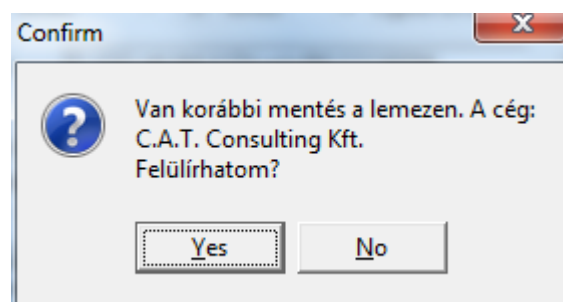 Confirm
Van korábbi mentés a lemezen. A cég:
C.A.T. Consulting Kft.
Felülírhatom?
Yes
No